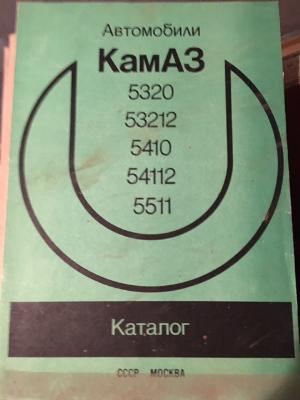 Автомобили
КамАЗ
5320
53212
5410
54112
5511
Каталог
СССР МОСКВА